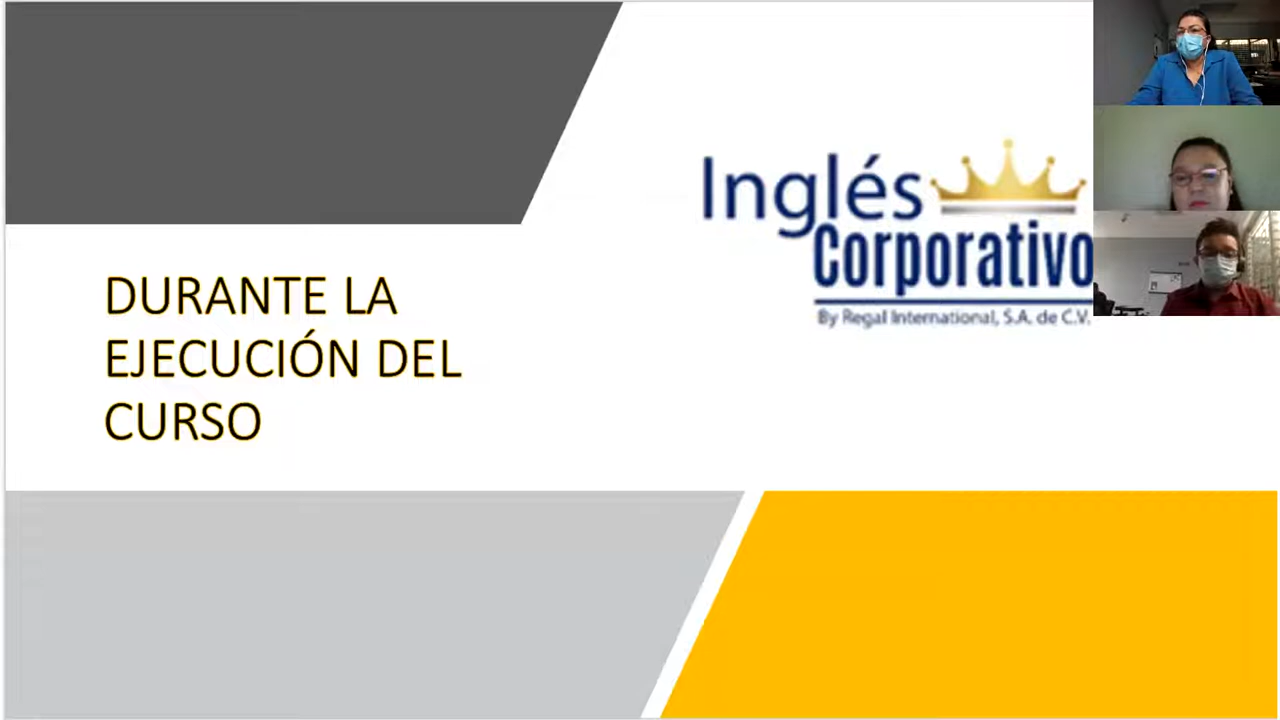 Inglés
Corporativo
By Regal International, S.A. de C.V.
DURANTE LA
EJECUCIÓN DEL
CURSO